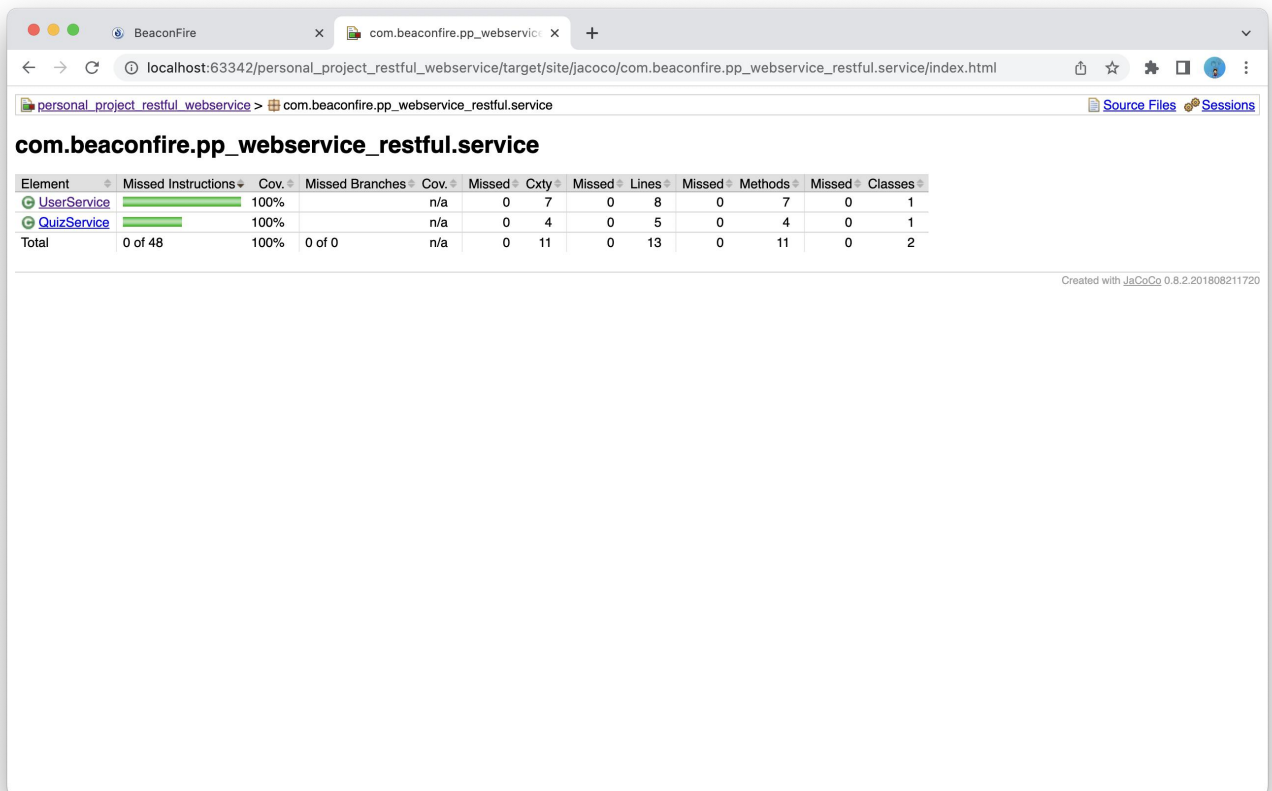 BeaconFire
com.beaconfire.pp_webservic
localhost:63342/personal_project_restful_webservice/target/site/jacoco/com.beaconfire.pp_webservice_restful.service/index.html
personal_project_restful_webservice > com.beaconfire.pp_webservice_restful.service Source Files Sessions
com.beaconfire.pp_webservice_restful.service
Element Missed Instructions Cov. Missed Branches Cov. Missed Cxty Missed Lines Missed Methods Missed Classes
C UserService 100% n/a 0 7 0 8 0 7 0 1
C QuizService 100% n/a 0 4 0 5 0 4 0 1
Total 0 of 48 100% 0 of 0 n/a 0 11 0 13 0 11 0 2
Created with JaCoCo 0.8.2.201808211720